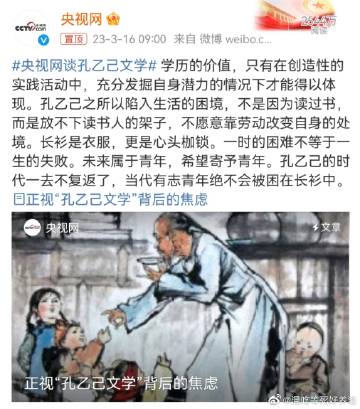 央视网
置顶 23-3-16 09:00 来自 微博 weibo.c...
#央视网谈孔乙己文学# 学历的价值，只有在创造性的
实践活动中，充分发掘自身潜力的情况下才能得以体
现。孔乙己之所以陷入生活的困境，不是因为读过书，
而是放不下读书人的架子，不愿意靠劳动改变自身的处
境。长衫是衣服，更是心头枷锁。一时的困难不等于一
生的失败。未来属于青年，希望寄予青年。孔乙己的时
代一去不复返了，当代有志青年绝不会被困在长衫中。
正视“孔乙己文学”背后的焦虑
央视网
文章
正视“孔乙己文学”背后的焦虑